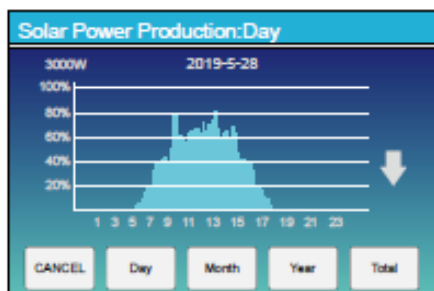 Solar Power Production:Day
3000W 2019-5-28
100%
80%
60%
40%
20%
1 3 5 7 9 11 13 15 17 19 21 23
CANCEL Day Month Year Total